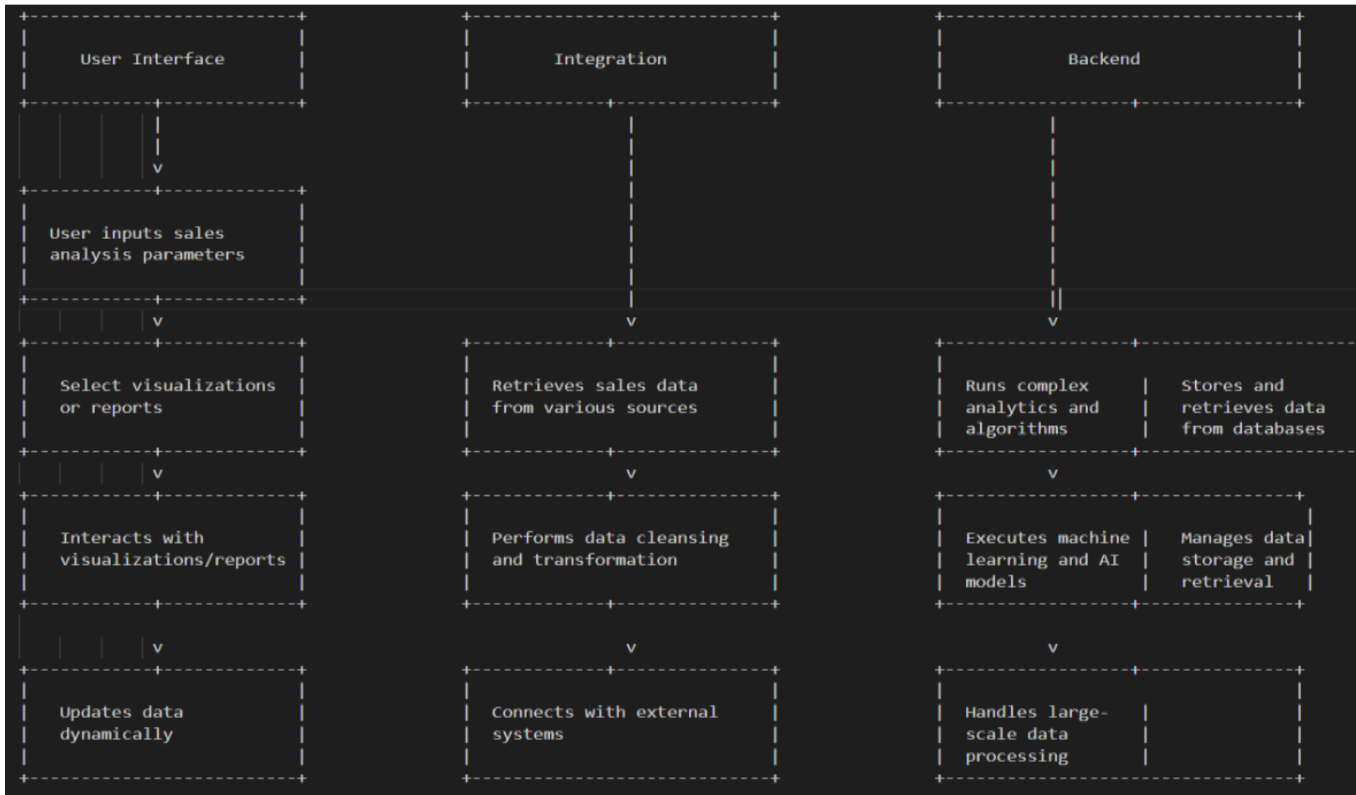 User Interface
Integration
Backend
User inputs sales
analysis parameters
Select visualizations
or reports
Retrieves sales data
from various sources
Runs complex
analytics and
algorithms
Stores and
retrieves data
from databases
Interacts with
visualizations/reports
Performs data cleansing
and transformation
Executes machine
learning and AI
models
Manages data
storage and
retrieval
Updates data
dynamically
Connects with external
systems
Handles large-
scale data
processing